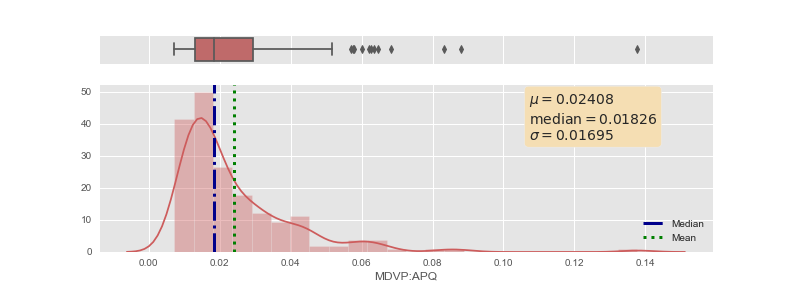 50
40
30
20
10
0
μ = 0.02408
median = 0.01826
σ = 0.01695
Median
Mean
0.00 0.02 0.04 0.06 0.08 0.10 0.12 0.14
MDVP:APQ